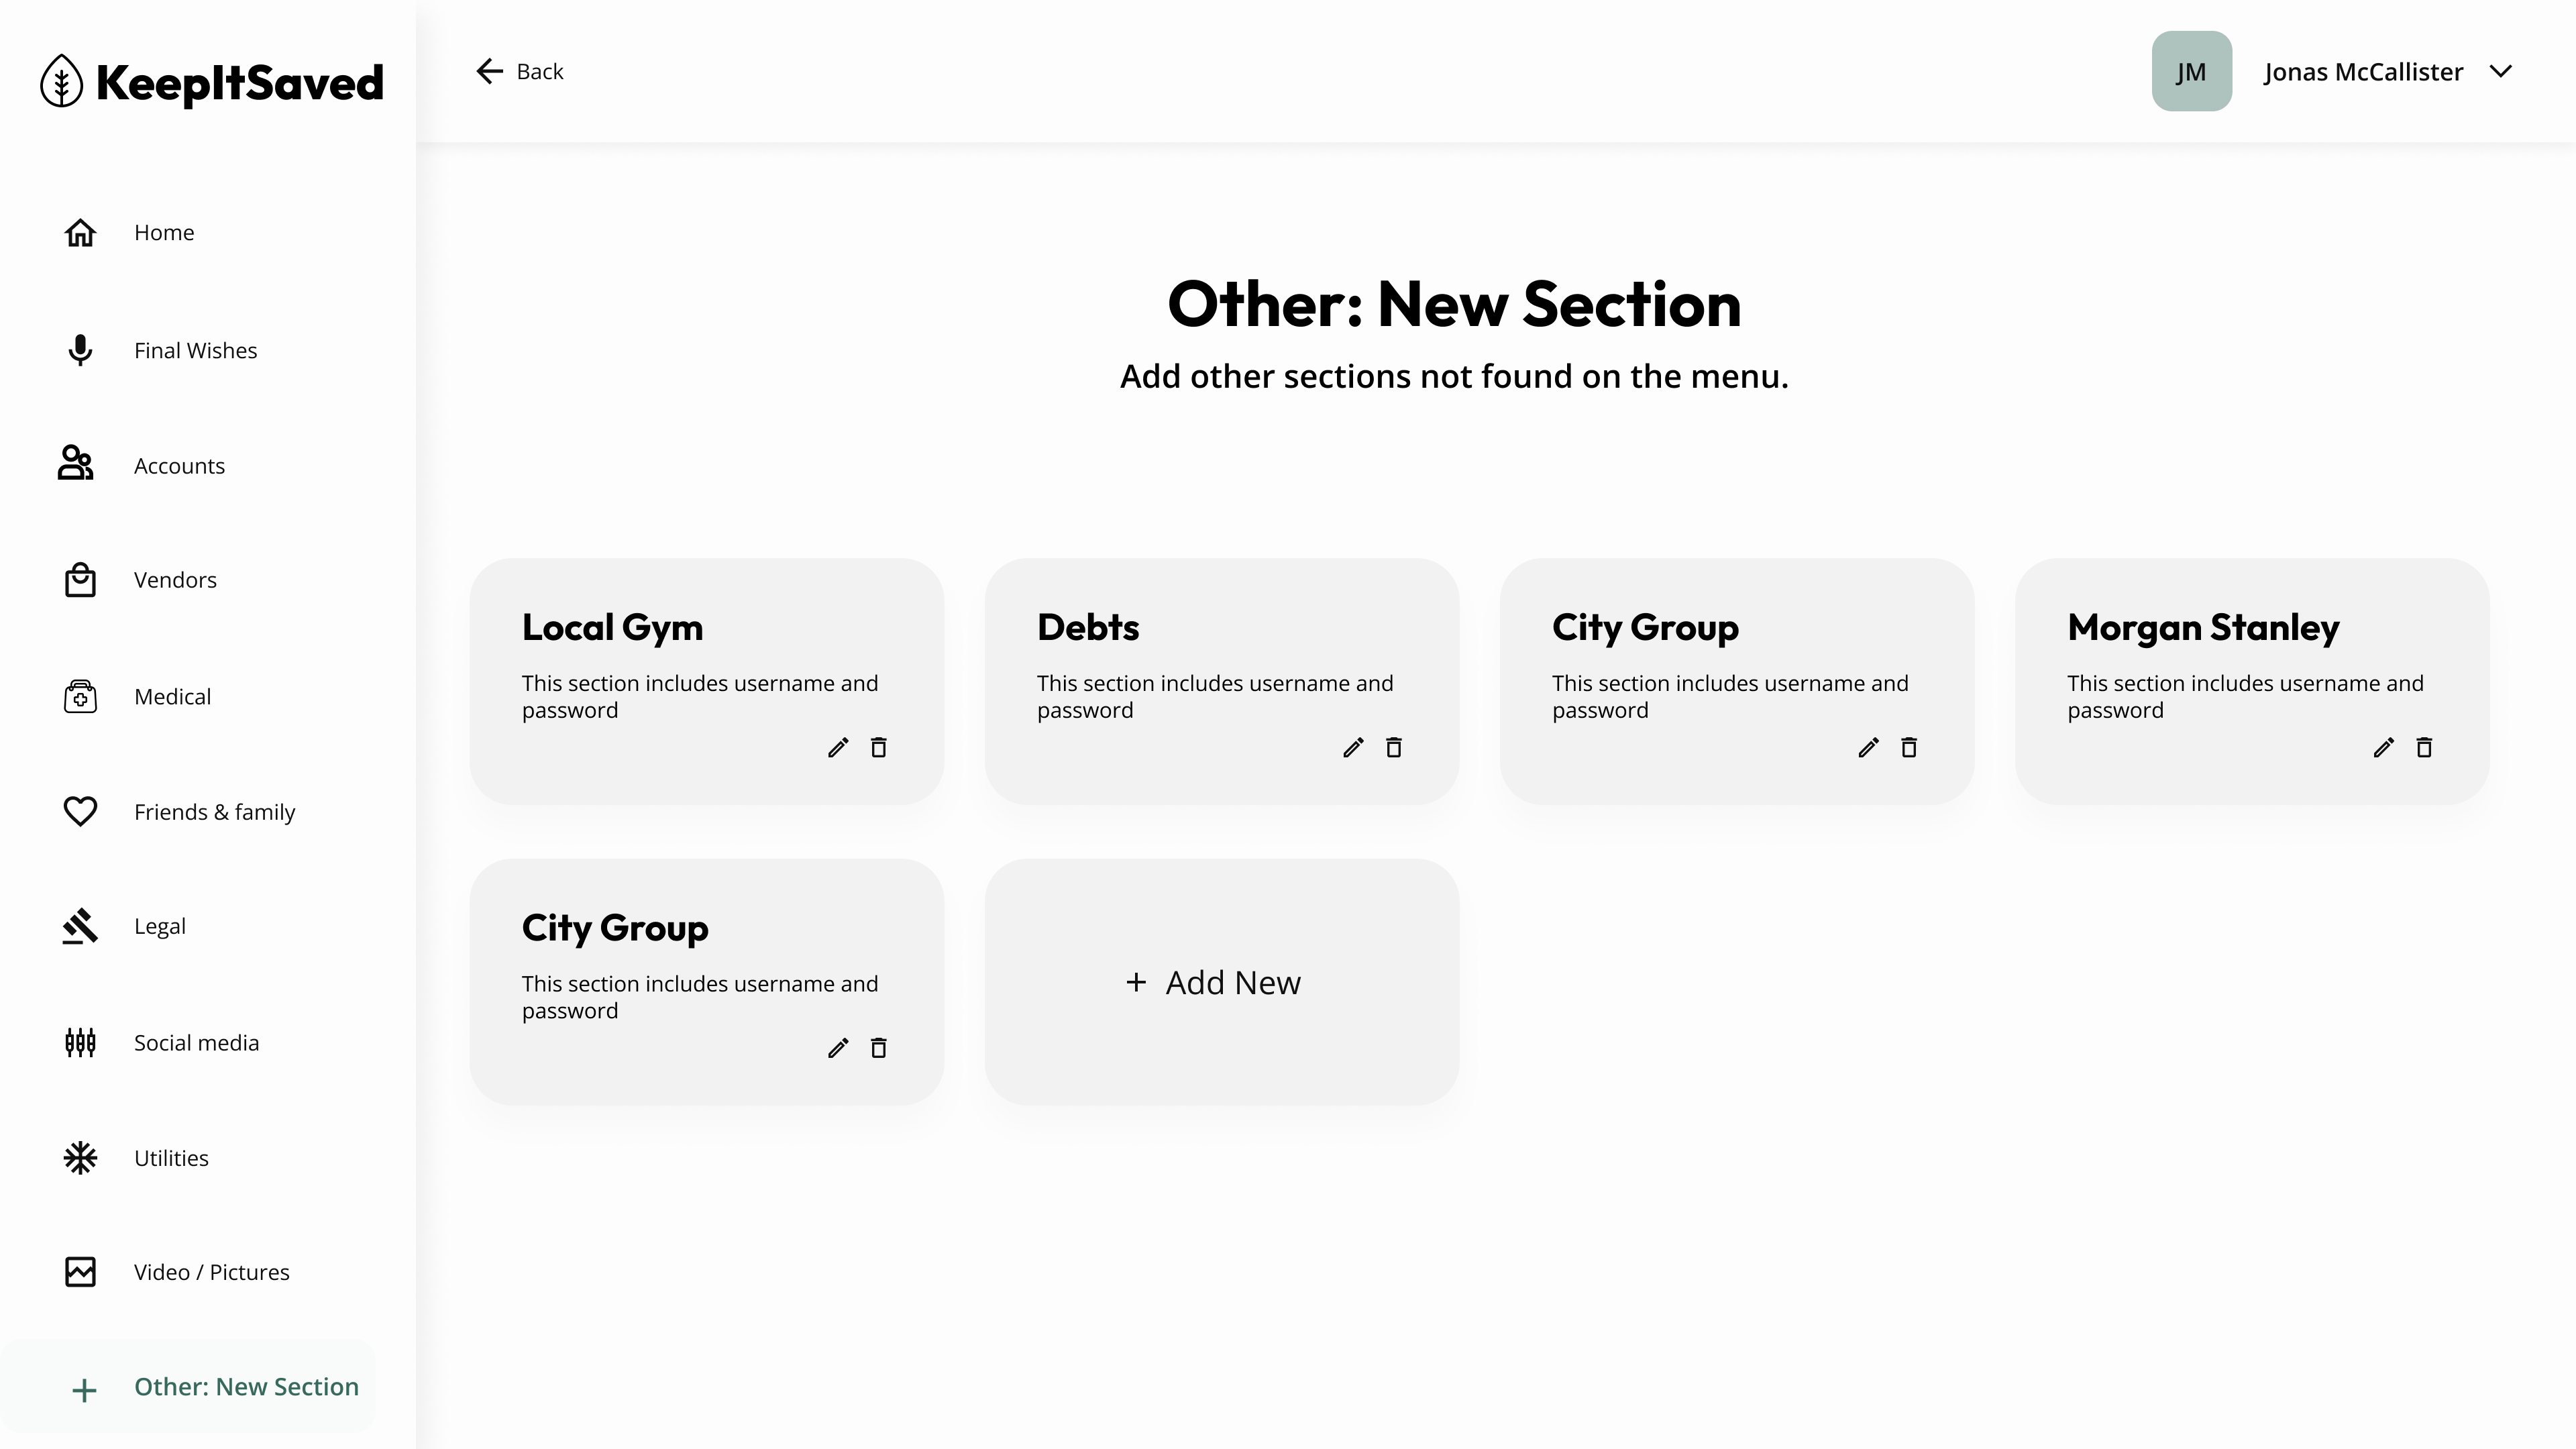 KeepItSaved
Back
JM
Jonas McCallister
Home
Final Wishes
Accounts
Vendors
Medical
Friends & family
Legal
Social media
Utilities
Video / Pictures
Other: New Section
Other: New Section
Add other sections not found on the menu.
Local Gym
This section includes username and
password
Debts
This section includes username and
password
City Group
This section includes username and
password
Morgan Stanley
This section includes username and
password
City Group
This section includes username and
password
+ Add New